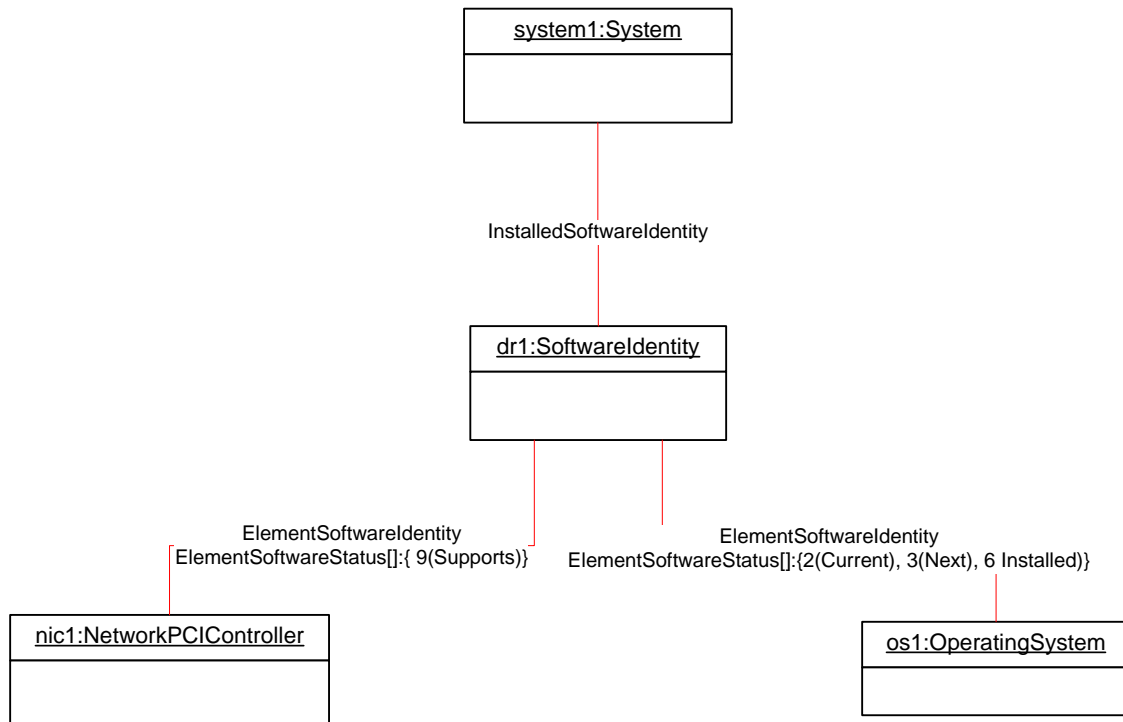 system1:System
InstalledSoftwareIdentity
dr1:SoftwareIdentity
ElementSoftwareIdentity
ElementSoftwareStatus[]:{ 9(Supports)}
ElementSoftwareIdentity
ElementSoftwareStatus[]:{2(Current), 3(Next), 6 Installed)}
nic1:NetworkPCIController
os1:OperatingSystem